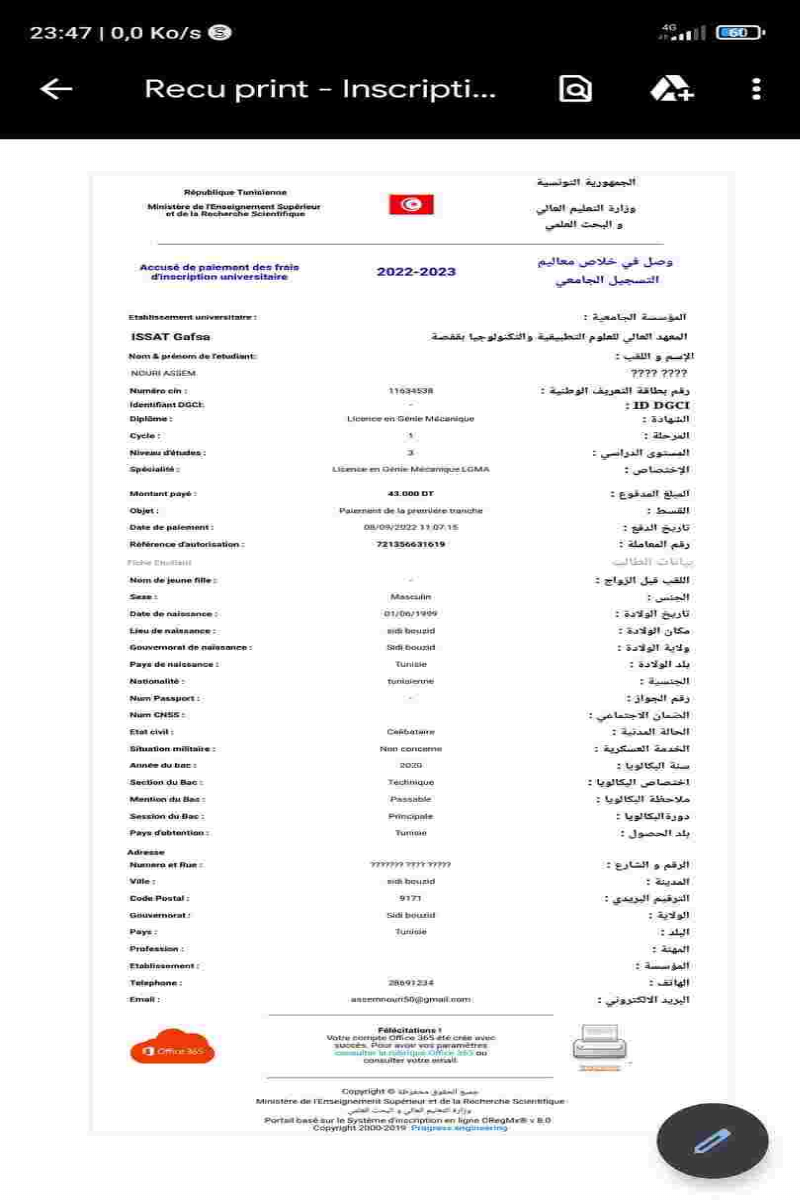 23:47 | 0,0 Ko/s
4G
60
Recu print - Inscripti...
République Tunisienne
الجمهورية التونسية
Ministère de l'Enseignement Supérieur
et de la Recherche Scientifique
وزارة التعليم العالي
و البحث العلمي
Accusé de paiement des frais
d'inscription universitaire
2022-2023
وصل في خلاص معاليم
التسجيل الجامعي
Etablissement universitaire : المؤسسة الجامعية :
ISSAT Gafsa المعهد العالي للعلوم التطبيقية والتكنولوجيا بقفصة
Nom & prénom de l'etudiant: الإسم و اللقب :
NOURI ASSEM ???? ????
Numéro cin : 11634538 رقم بطاقة التعريف الوطنية :
Identifiant DGCI: - ID DGCI :
Diplôme : Licence en Génie Mécanique الشهادة :
Cycle : 1 المرحلة :
Niveau d'études : 3 المستوى الدراسي :
Spécialité : Licence en Génie Mécanique LGMA الإختصاص :
Montant payé : 43.000 DT المبلغ المدفوع :
Objet : Paiement de la première tranche القسط :
Date de paiement : 08/09/2022 11:07:15 تاريخ الدفع :
Référence d'autorisation : 721356631619 رقم المعاملة :
Fiche Etudiant بيانات الطالب
Nom de jeune fille : - اللقب قبل الزواج :
Sexe : Masculin الجنس :
Date de naissance : 01/06/1999 تاريخ الولادة :
Lieu de naissance : sidi bouzid مكان الولادة :
Gouvernorat de naissance : Sidi bouzid ولاية الولادة :
Pays de naissance : Tunisie بلد الولادة :
Nationalité : tunisienne الجنسية :
Num Passport : - رقم الجواز :
Num CNSS : الضمان الاجتماعي :
Etat civil : Celibataire الحالة المدنية :
Situation militaire : Non concerne الخدمة العسكرية :
Année du bac : 2020 سنة البكالويا :
Section du Bac : Technique اختصاص البكالويا :
Mention du Bac : Passable ملاحظة البكالويا :
Session du Bac : Principale دورة البكالويا :
Pays d'obtention : Tunisie بلد الحصول :
Adresse
Numero et Rue : ??????? ???? ????? الرقم و الشارع :
Ville : sidi bouzid المدينة :
Code Postal : 9171 الترقيم البريدي :
Gouvernorat : Sidi bouzid الولاية :
Pays : Tunisie البلد :
Profession : المهنة :
Etablissement : المؤسسة :
Telephone : 28691234 الهاتف :
Email : assemnouri50@gmail.com البريد الالكتروني :
Office 365
Félécitations !
Votre compte Office 365 été crée avec
succés. Pour avoir vos paramètres
consulter la rubrique Office 365 ou
consulter votre email.
Copyright © جميع الحقوق محفوظة
Ministère de l'Enseignement Supérieur et de la Recherche Scientifique
وزارة التعليم العالي و البحث العلمي
Portail basé sur le Système d'inscription en ligne CRegMx® v 8.0
Copyright 2000-2019 Progress engineering